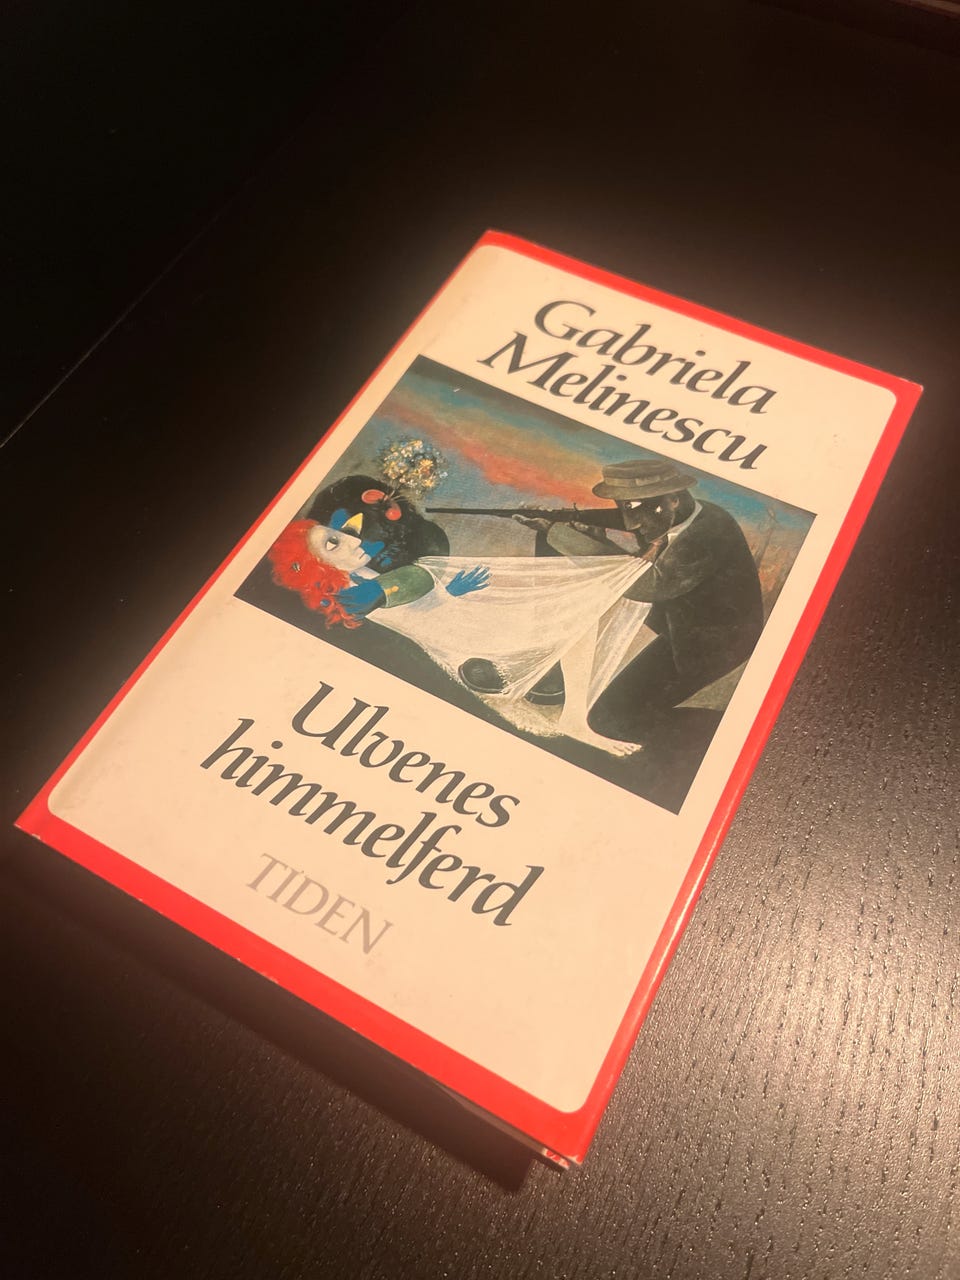 Gabriela
Melinescu
Ulvenes
himmelferd
TIDEN